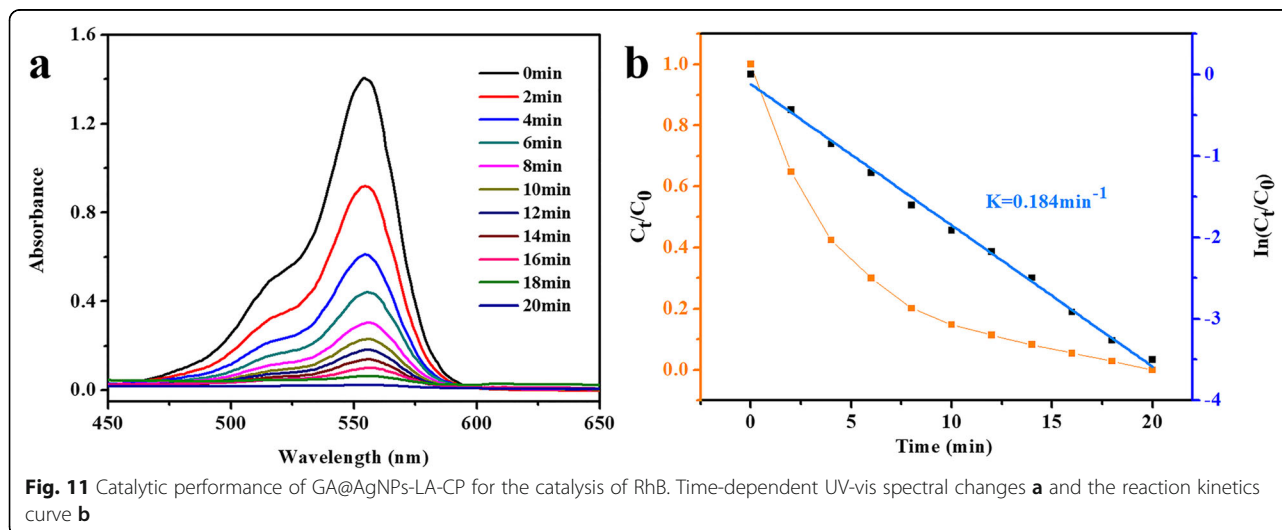 a
1.6
1.2
0.8
0.4
0.0
Absorbance
0min
2min
4min
6min
8min
10min
12min
14min
16min
18min
20min
450 500 550 600 650
Wavelength (nm)
b
1.0
0.8
0.6
0.4
0.2
0.0
Cₜ/C₀
K=0.184min⁻¹
0
-1
-2
-3
-4
In(Cₜ/C₀)
0 5 10 15 20
Time (min)
Fig. 11 Catalytic performance of GA@AgNPs-LA-CP for the catalysis of RhB. Time-dependent UV-vis spectral changes a and the reaction kinetics
curve b